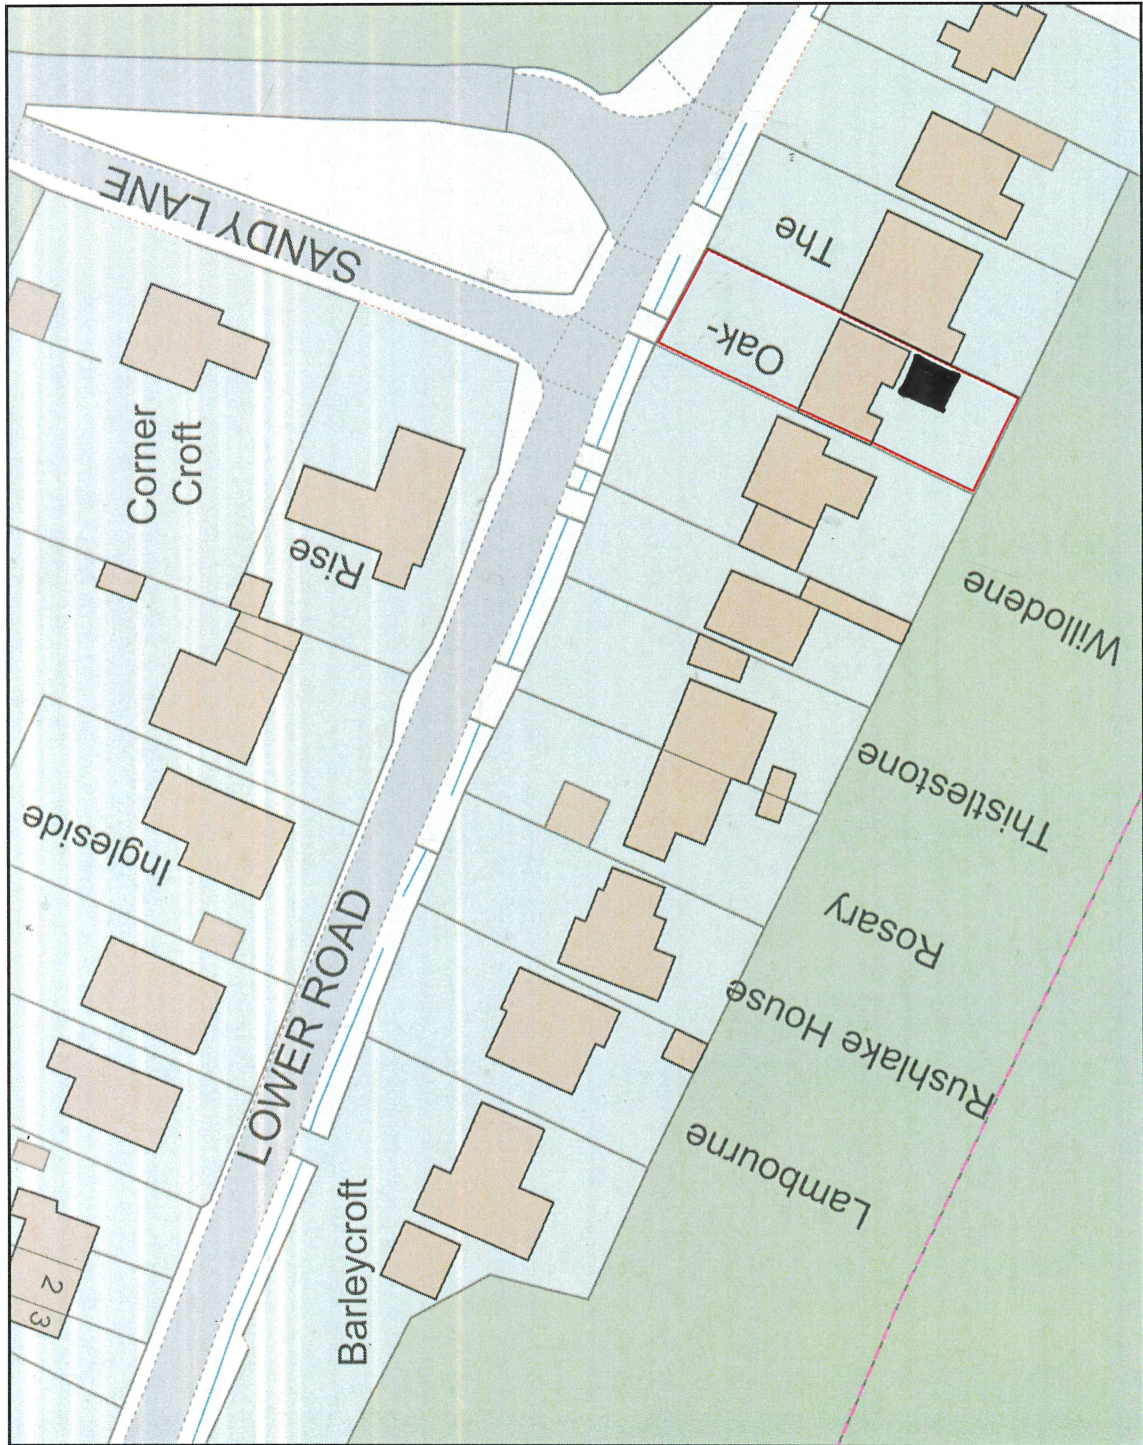 SANDY LANE
The
Oak-
Corner
Croft
Rise
Willodene
Thistlestone
Ingleside
Rosary
LOWER ROAD
Rushlake House
Lambourne
Barleycroft
2
3